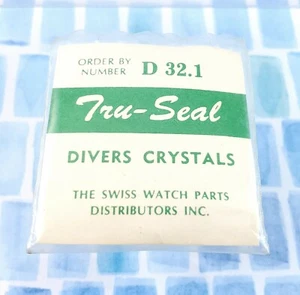 ORDER BY
NUMBER D 32.1
Tru-Seal
DIVERS CRYSTALS
THE SWISS WATCH PARTS
DISTRIBUTORS INC.